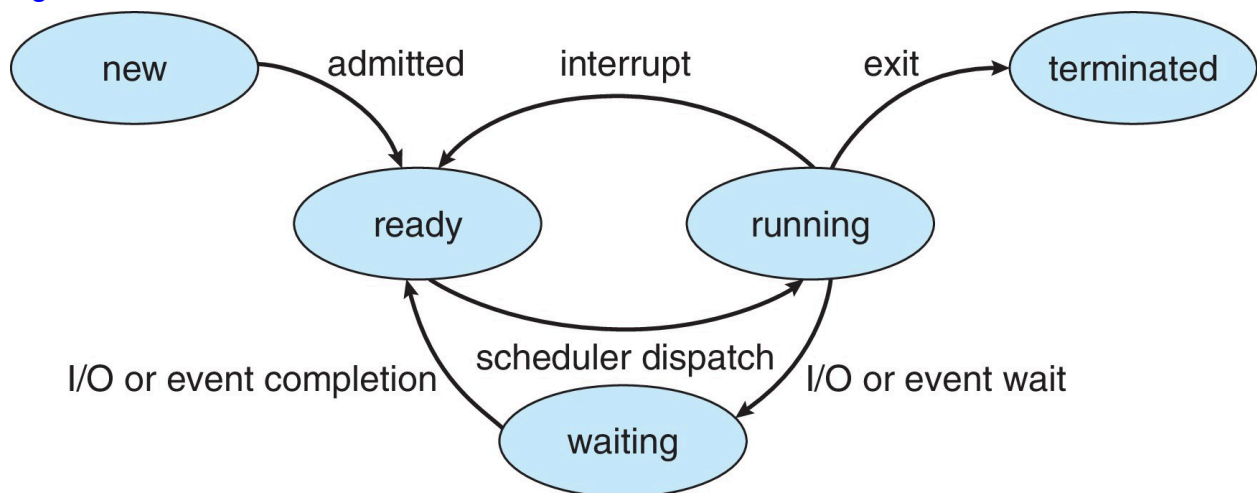 new
admitted
interrupt
exit
terminated
ready
running
scheduler dispatch
I/O or event completion
I/O or event wait
waiting